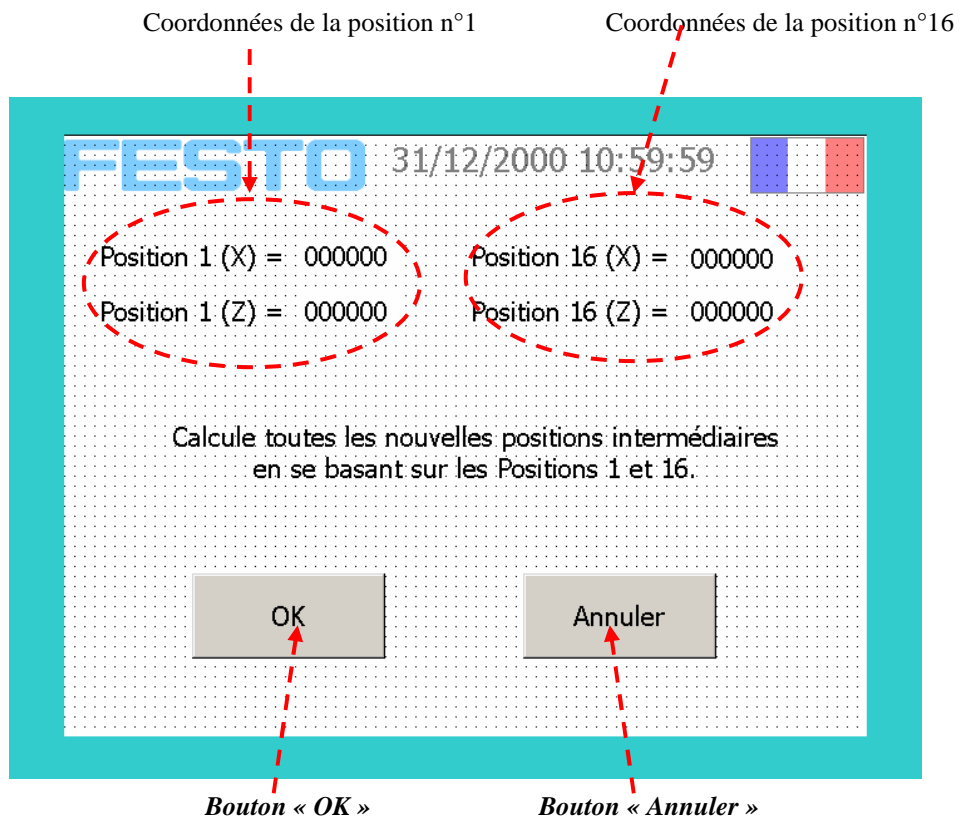 Coordonnées de la position n°1 Coordonnées de la position n°16
FESTO 31/12/2000 10:59:59
Position 1 (X) = 000000 Position 16 (X) = 000000
Position 1 (Z) = 000000 Position 16 (Z) = 000000
Calcule toutes les nouvelles positions intermédiaires
en se basant sur les Positions 1 et 16.
OK Annuler
Bouton « OK » Bouton « Annuler »